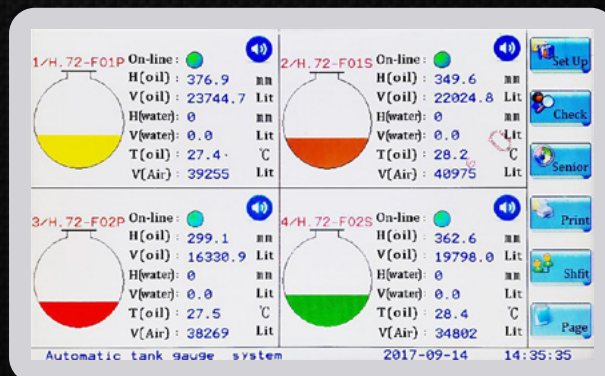 1/H.72-F01P On-line :
H(oil) : 376.9 mm
V(oil) : 23744.7 Lit
H(water): 0 mm
V(water): 0.0 Lit
T(oil) : 27.4 ℃
V(Air) : 39255 Lit
2/H.72-F01S On-line :
H(oil) : 349.6 mm
V(oil) : 22024.8 Lit
H(water): 0 mm
V(water): 0.0 Lit
T(oil) : 28.2 ℃
V(Air) : 40975 Lit
3/H.72-F02P On-line :
H(oil) : 299.1 mm
V(oil) : 16330.9 Lit
H(water): 0 mm
V(water): 0.0 Lit
T(oil) : 27.5 ℃
V(Air) : 38269 Lit
4/H.72-F02S On-line :
H(oil) : 362.6 mm
V(oil) : 19798.0 Lit
H(water): 0 mm
V(water): 0.0 Lit
T(oil) : 28.4 ℃
V(Air) : 34802 Lit
Set Up
Check
Senior
Print
Shfit
Page
Automatic tank gauge system 2017-09-14 14:35:35